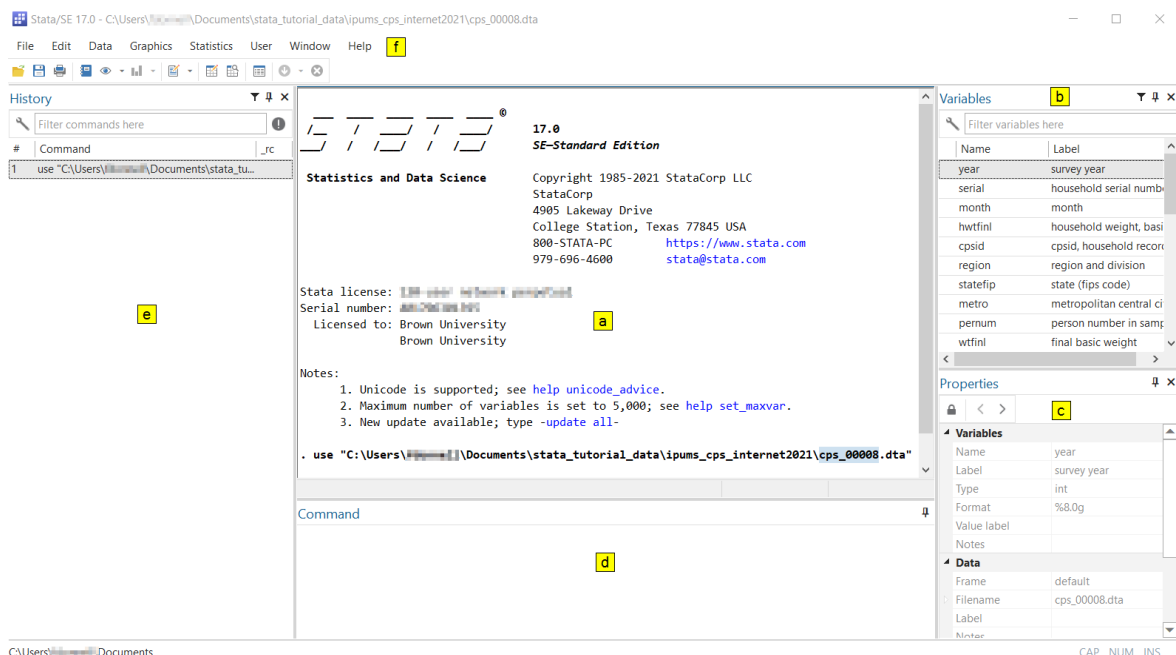 Stata/SE 17.0 - C:\Users\ \Documents\stata_tutorial_data\ipums_cps_internet2021\cps_00008.dta
File Edit Data Graphics Statistics User Window Help f
History
Filter commands here
# Command _rc
1 use "C:\Users\ \Documents\stata_tu...
e
©
17.0
SE—Standard Edition
Statistics and Data Science Copyright 1985-2021 StataCorp LLC
StataCorp
4905 Lakeway Drive
College Station, Texas 77845 USA
800-STATA-PC https://www.stata.com
979-696-4600 stata@stata.com
Stata license:
Serial number:
Licensed to: Brown University
Brown University
a
Notes:
1. Unicode is supported; see help unicode_advice.
2. Maximum number of variables is set to 5,000; see help set_maxvar.
3. New update available; type -update all-
. use "C:\Users\ \Documents\stata_tutorial_data\ipums_cps_internet2021\cps_00008.dta"
Command
d
Variables b
Filter variables here
Name Label
year survey year
serial household serial numb
month month
hwtfinl household weight, basi
cpsid cpsid, household recor
region region and division
statefip state (fips code)
metro metropolitan central ci
pernum person number in samp
wtfinl final basic weight
Properties
c
Variables
Name year
Label survey year
Type int
Format %8.0g
Value label
Notes
Data
Frame default
Filename cps_00008.dta
Label
Notes
C:\Users\ \Documents
CAP NUM INS